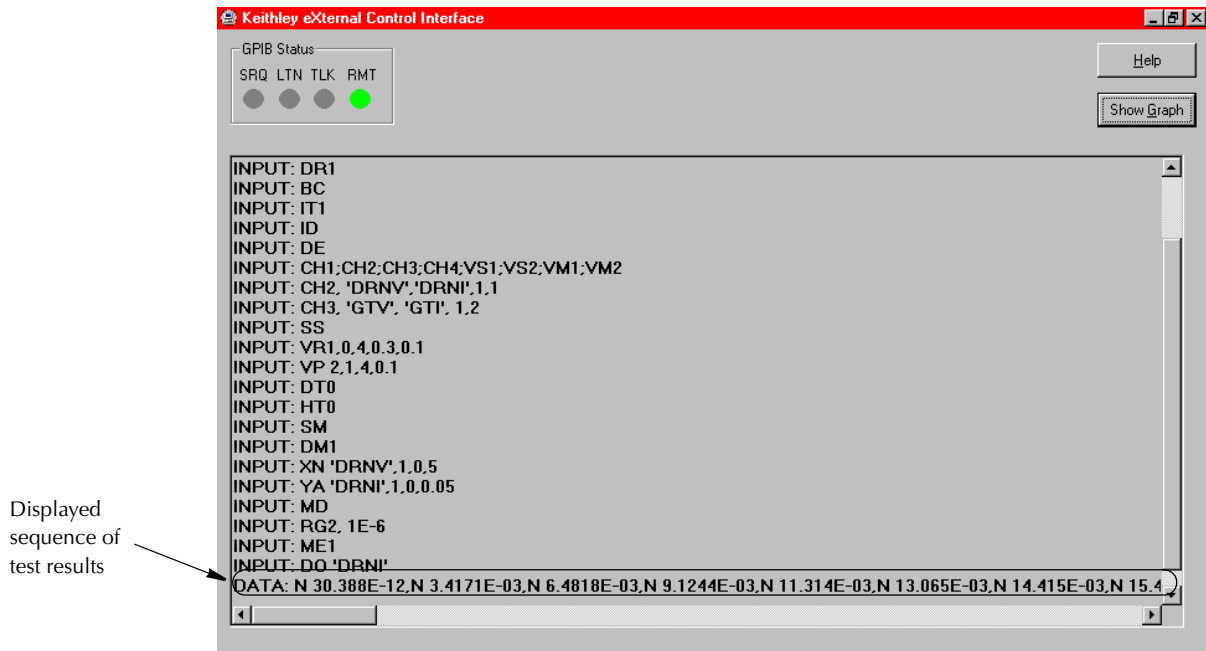 Keithley eXternal Control Interface
GPIB Status
SRQ LTN TLK RMT
Help
Show Graph
INPUT: DR1
INPUT: BC
INPUT: IT1
INPUT: ID
INPUT: DE
INPUT: CH1;CH2;CH3;CH4;VS1;VS2;VM1;VM2
INPUT: CH2, 'DRNV','DRNI',1,1
INPUT: CH3, 'GTV', 'GTI', 1,2
INPUT: SS
INPUT: VR1,0,4,0.3,0.1
INPUT: VP 2,1,4,0.1
INPUT: DT0
INPUT: HT0
INPUT: SM
INPUT: DM1
INPUT: XN 'DRNV',1,0,5
INPUT: YA 'DRNI',1,0,0.05
INPUT: MD
INPUT: RG2, 1E-6
INPUT: ME1
INPUT: DO 'DRNI'
DATA: N 30.388E-12,N 3.4171E-03,N 6.4818E-03,N 9.1244E-03,N 11.314E-03,N 13.065E-03,N 14.415E-03,N 15.4
Displayed
sequence of
test results